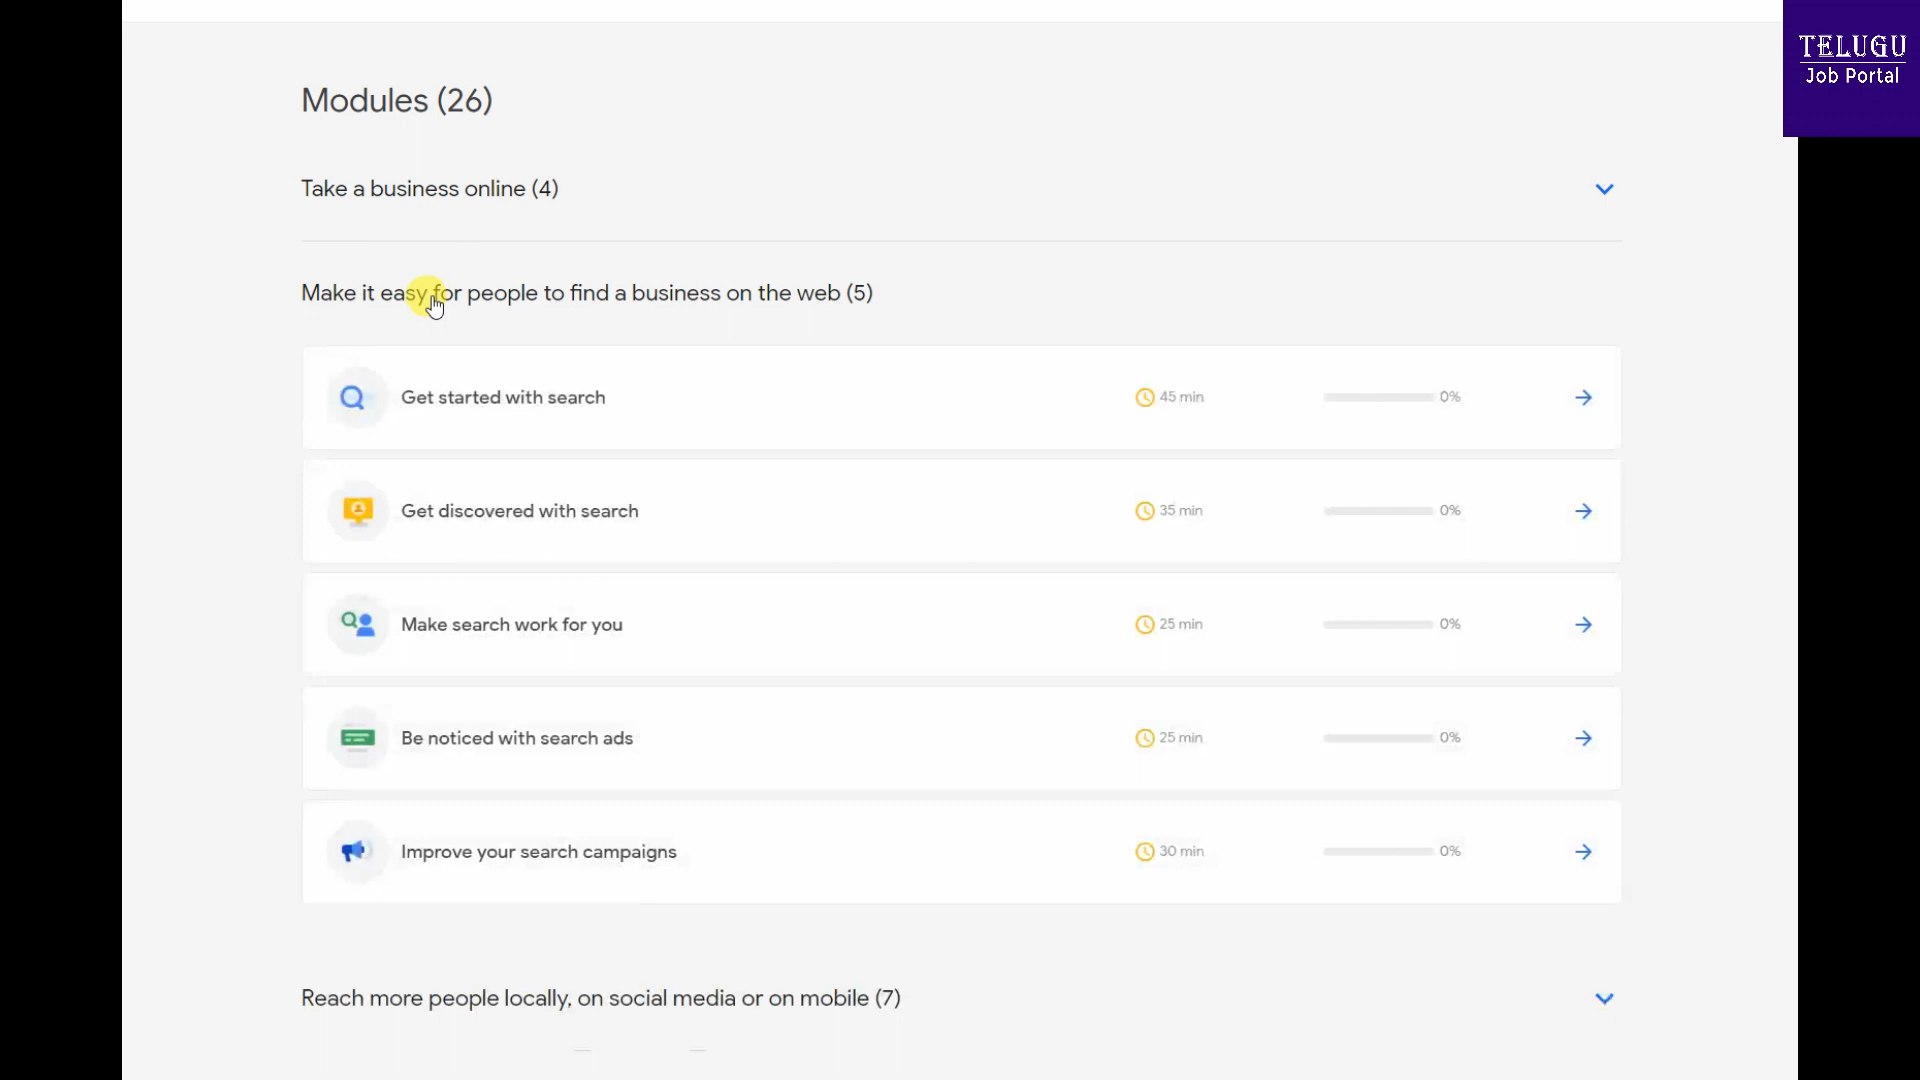 TELUGU
Job Portal
Modules (26)
Take a business online (4)
Make it easy for people to find a business on the web (5)
Get started with search 45 min 0%
Get discovered with search 35 min 0%
Make search work for you 25 min 0%
Be noticed with search ads 25 min 0%
Improve your search campaigns 30 min 0%
Reach more people locally, on social media or on mobile (7)